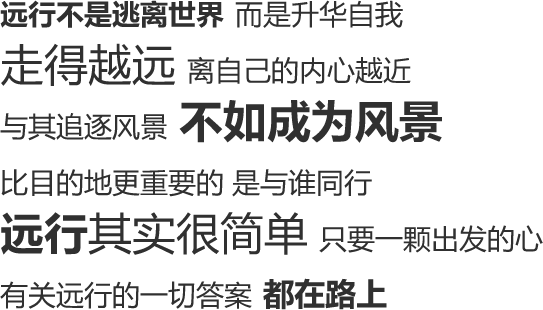 远行不是逃离世界 而是升华自我
走得越远 离自己的内心越近
与其追逐风景 不如成为风景
比目的地更重要的 是与谁同行
远行其实很简单 只要一颗出发的心
有关远行的一切答案 都在路上